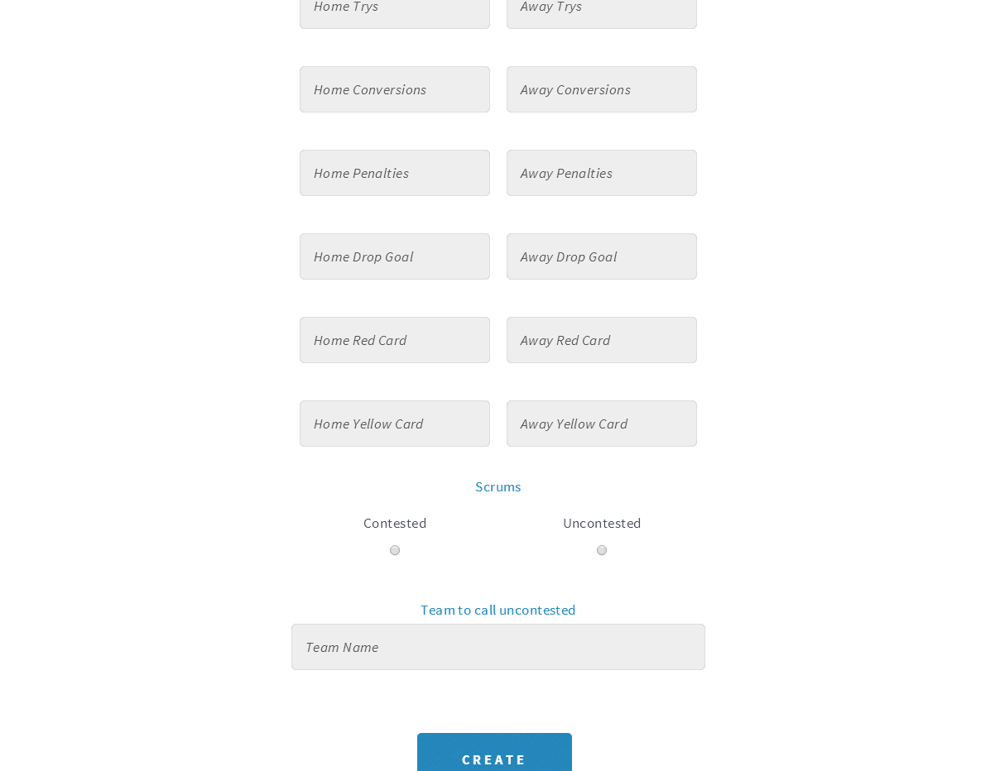 Home Trys Away Trys
Home Conversions Away Conversions
Home Penalties Away Penalties
Home Drop Goal Away Drop Goal
Home Red Card Away Red Card
Home Yellow Card Away Yellow Card
Scrums
Contested Uncontested
Team to call uncontested
Team Name
CREATE